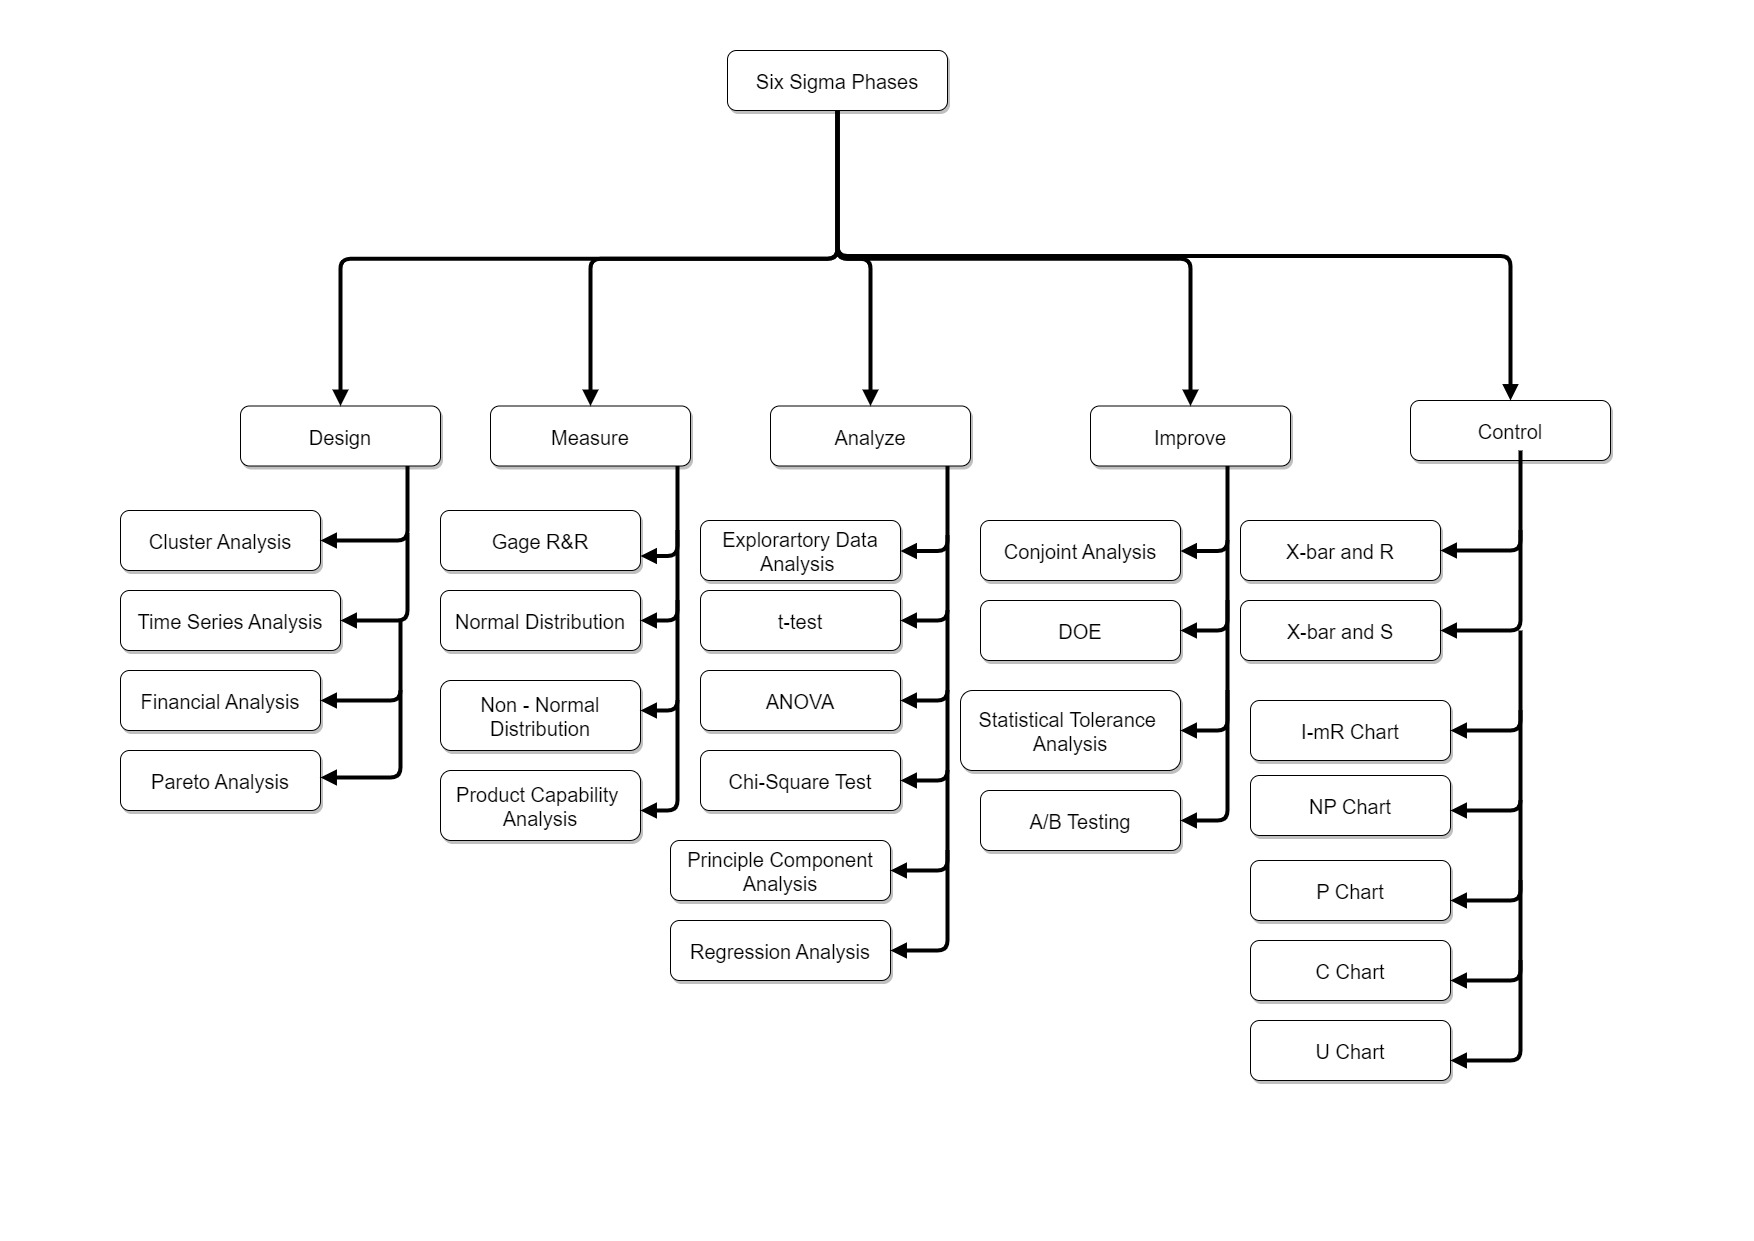 Six Sigma Phases
Design
Measure
Analyze
Improve
Control
Cluster Analysis
Time Series Analysis
Financial Analysis
Pareto Analysis
Gage R&R
Normal Distribution
Non - Normal
Distribution
Product Capability
Analysis
Explorartory Data
Analysis
t-test
ANOVA
Chi-Square Test
Principle Component
Analysis
Regression Analysis
Conjoint Analysis
DOE
Statistical Tolerance
Analysis
A/B Testing
X-bar and R
X-bar and S
I-mR Chart
NP Chart
P Chart
C Chart
U Chart